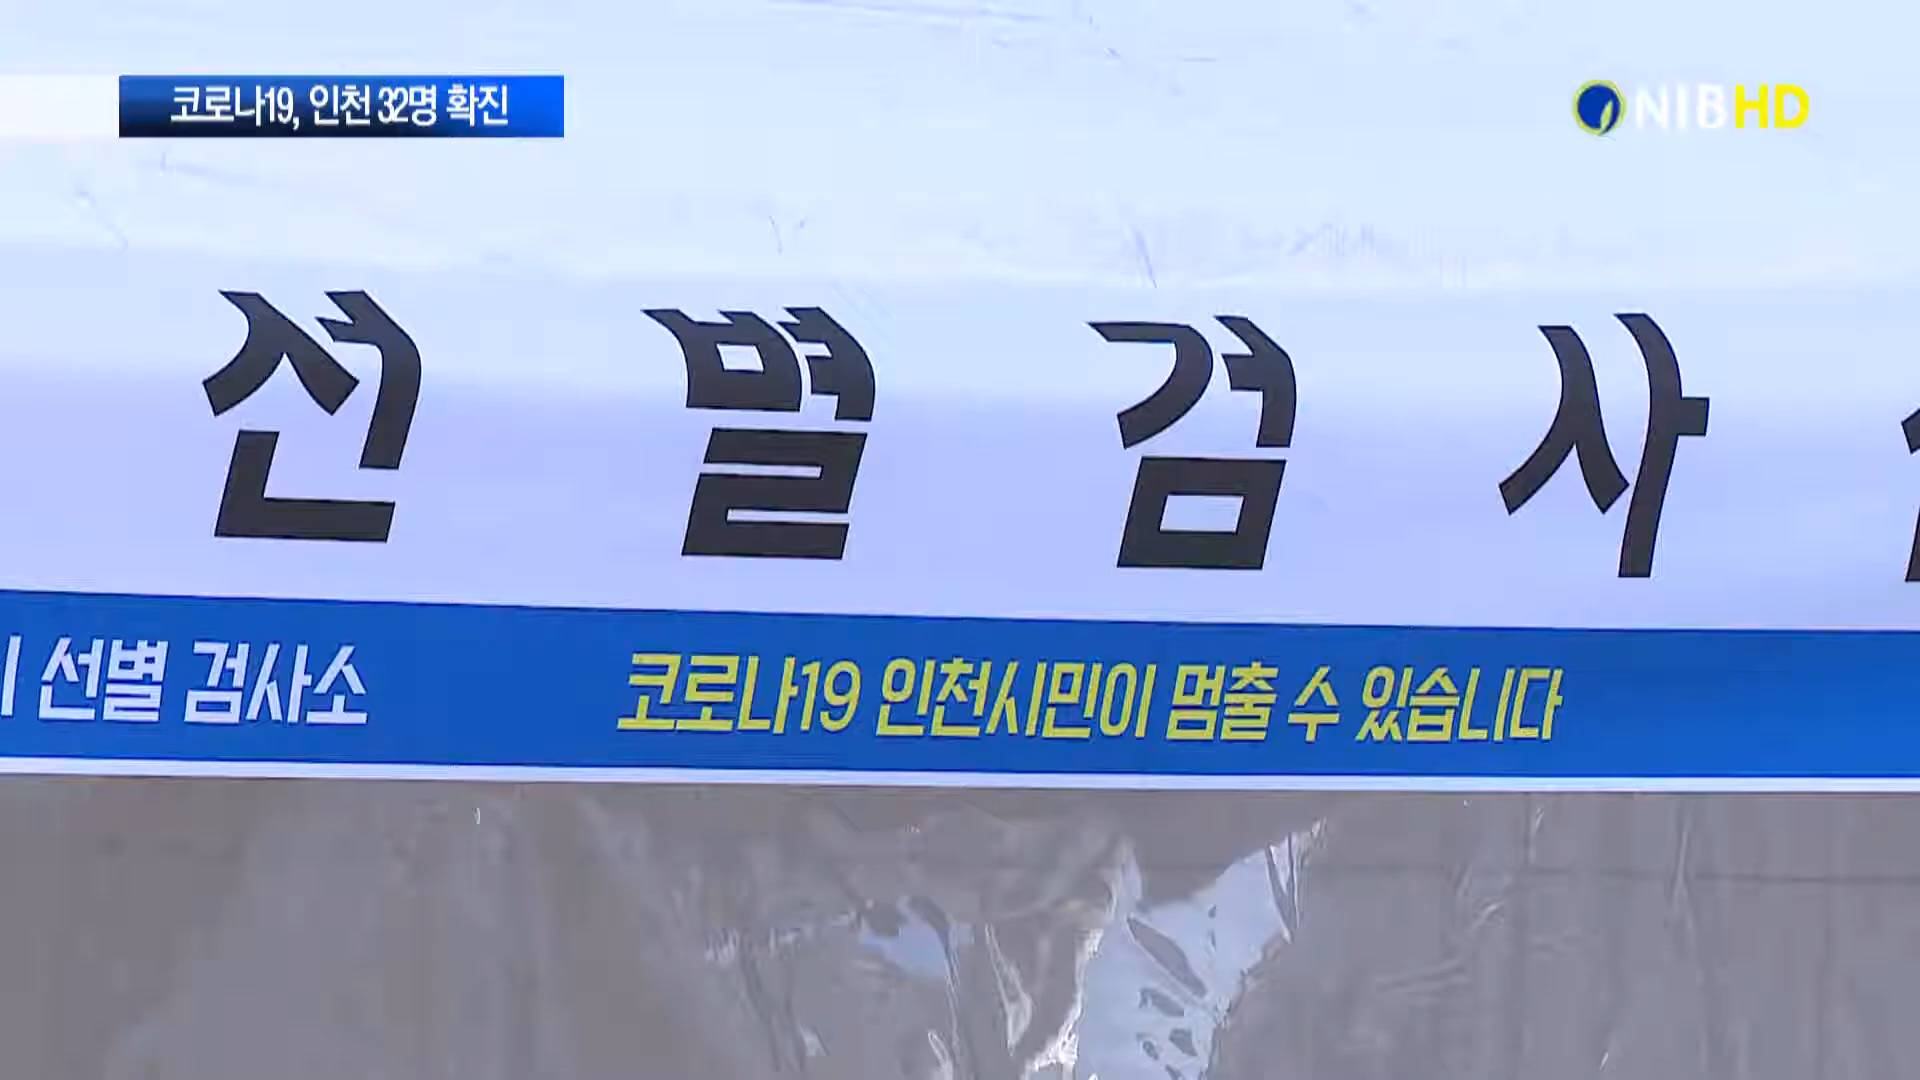 코로나19, 인천 32명 확진
NIBHD
선별검사
선별 검사소
코로나19 인천시민이 멈출 수 있습니다